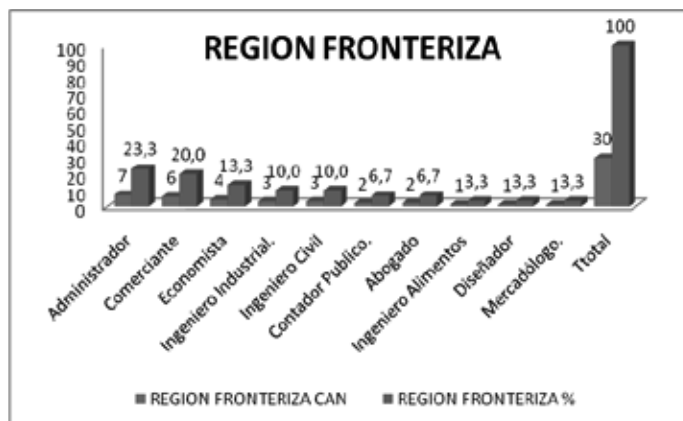 REGION FRONTERIZA
100
90
80
70
60
50
40
30
20
10
0
7 23,3
6 20,0
4 13,3
3 10,0
3 10,0
2 6,7
2 6,7
1 3,3
1 3,3
1 3,3
30 100
Administrador
Comerciante
Economista
Ingeniero Industrial.
Ingeniero Civil
Contador Publico.
Abogado
Ingeniero Alimentos
Diseñador
Mercadólogo.
Ttotal
REGION FRONTERIZA CAN REGION FRONTERIZA %